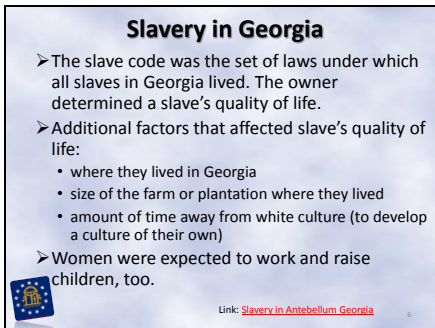 Slavery in Georgia
➢The slave code was the set of laws under which
all slaves in Georgia lived. The owner
determined a slave’s quality of life.
➢Additional factors that affected slave’s quality of
life:
• where they lived in Georgia
• size of the farm or plantation where they lived
• amount of time away from white culture (to develop
a culture of their own)
➢Women were expected to work and raise
children, too.
Link: Slavery in Antebellum Georgia
6